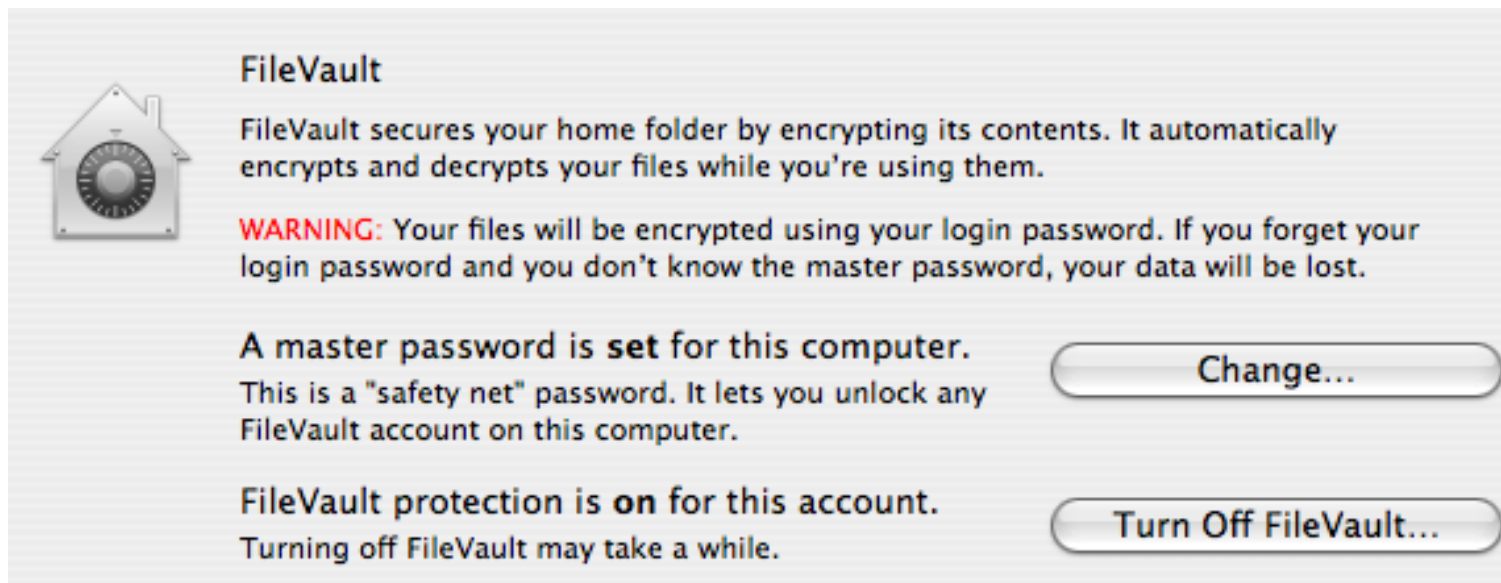 FileVault
FileVault secures your home folder by encrypting its contents. It automatically
encrypts and decrypts your files while you're using them.
WARNING: Your files will be encrypted using your login password. If you forget your
login password and you don't know the master password, your data will be lost.
A master password is set for this computer.
Change...
This is a "safety net" password. It lets you unlock any
FileVault account on this computer.
FileVault protection is on for this account.
Turn Off FileVault...
Turning off FileVault may take a while.